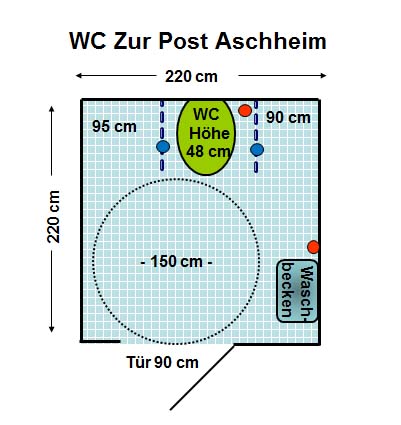 WC Zur Post Aschheim
220 cm
95 cm
WC
Höhe
48 cm
90 cm
220 cm
- 150 cm -
Wasch-
becken
Tür 90 cm